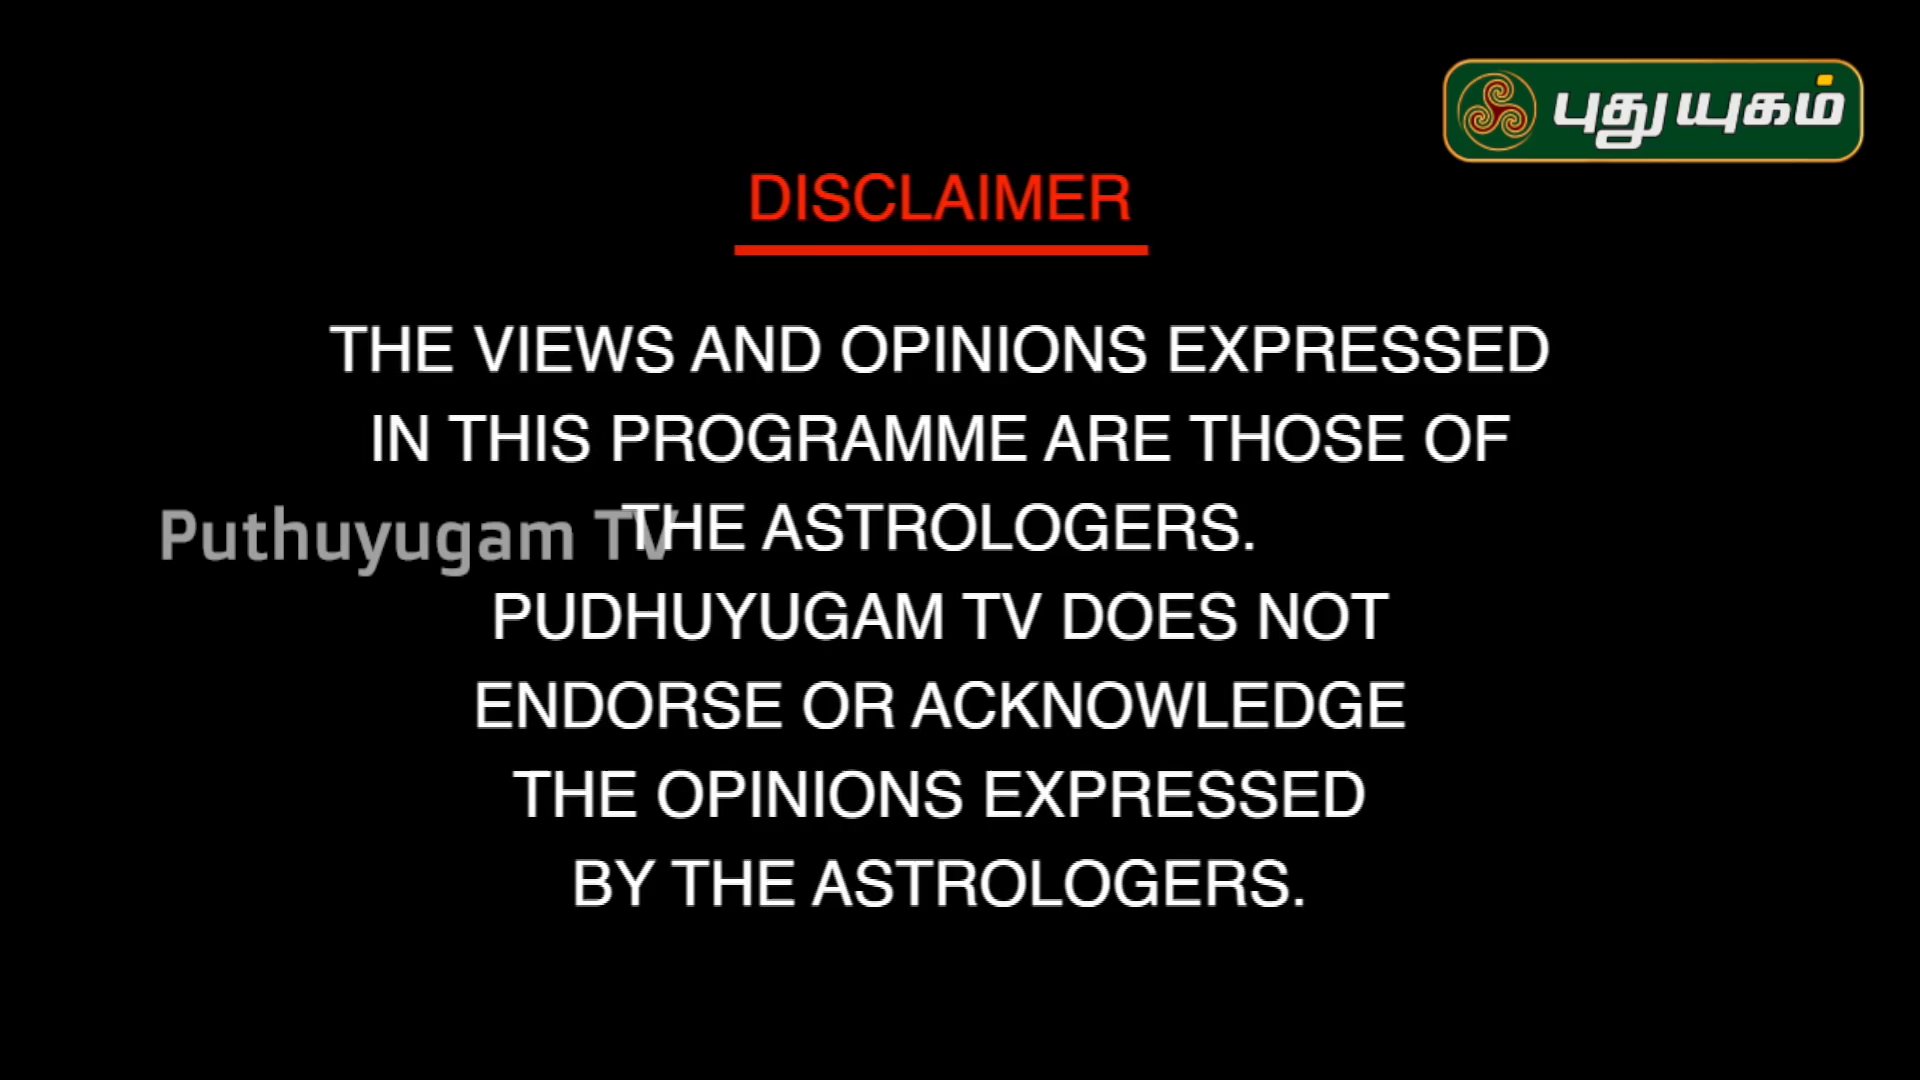 புதுயுகம்
DISCLAIMER
THE VIEWS AND OPINIONS EXPRESSED
IN THIS PROGRAMME ARE THOSE OF
THE ASTROLOGERS.
Puthuyugam TV
PUDHUYUGAM TV DOES NOT
ENDORSE OR ACKNOWLEDGE
THE OPINIONS EXPRESSED
BY THE ASTROLOGERS.